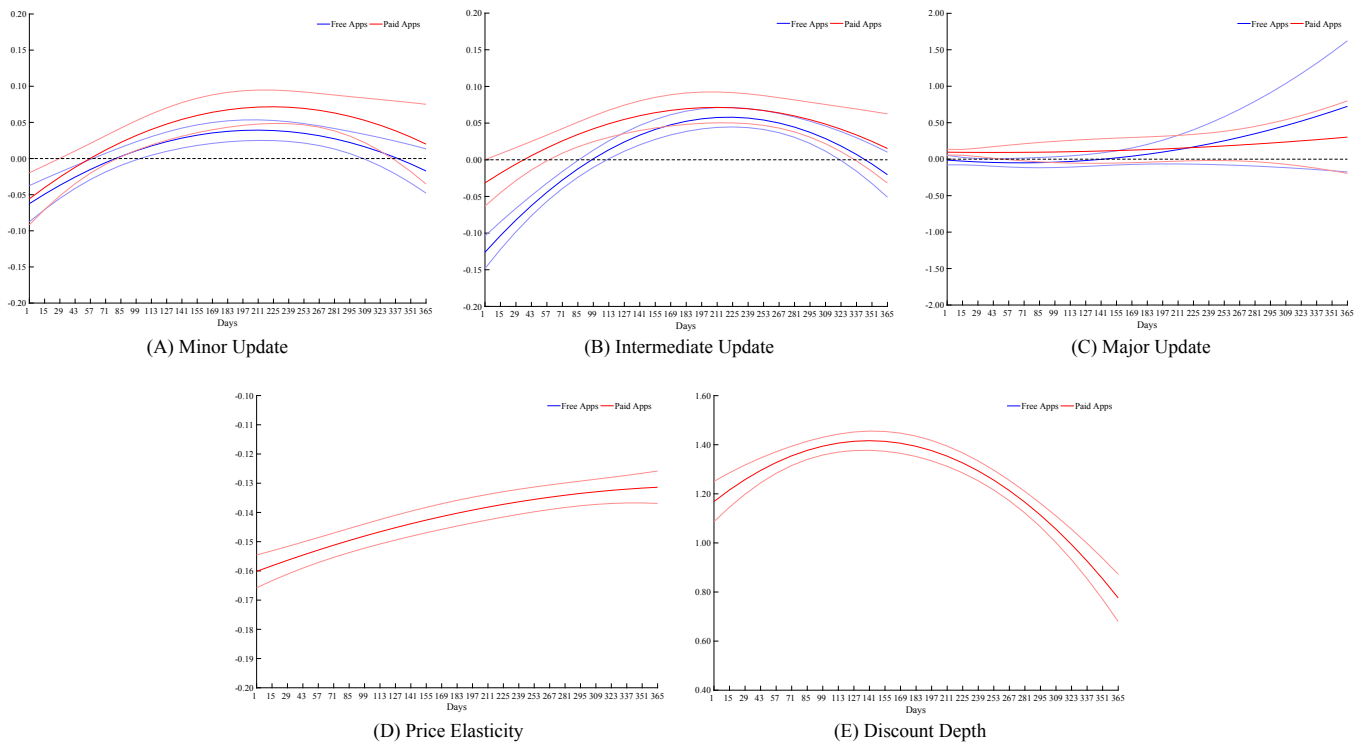 Free Apps Paid Apps
0.20
0.15
0.10
0.05
0.00
-0.05
-0.10
-0.15
-0.20
1 15 29 43 57 71 85 99 113 127 141 155 169 183 197 211 225 239 253 267 281 295 309 323 337 351 365
Days
(A) Minor Update
Free Apps Paid Apps
0.20
0.15
0.10
0.05
0.00
-0.05
-0.10
-0.15
-0.20
1 15 29 43 57 71 85 99 113 127 141 155 169 183 197 211 225 239 253 267 281 295 309 323 337 351 365
Days
(B) Intermediate Update
Free Apps Paid Apps
2.00
1.50
1.00
0.50
0.00
-0.50
-1.00
-1.50
-2.00
1 15 29 43 57 71 85 99 113 127 141 155 169 183 197 211 225 239 253 267 281 295 309 323 337 351 365
Days
(C) Major Update
Free Apps Paid Apps
-0.10
-0.11
-0.12
-0.13
-0.14
-0.15
-0.16
-0.17
-0.18
-0.19
-0.20
1 15 29 43 57 71 85 99 113 127 141 155 169 183 197 211 225 239 253 267 281 295 309 323 337 351 365
Days
(D) Price Elasticity
Free Apps Paid Apps
1.60
1.40
1.20
1.00
0.80
0.60
0.40
1 15 29 43 57 71 85 99 113 127 141 155 169 183 197 211 225 239 253 267 281 295 309 323 337 351 365
Days
(E) Discount Depth